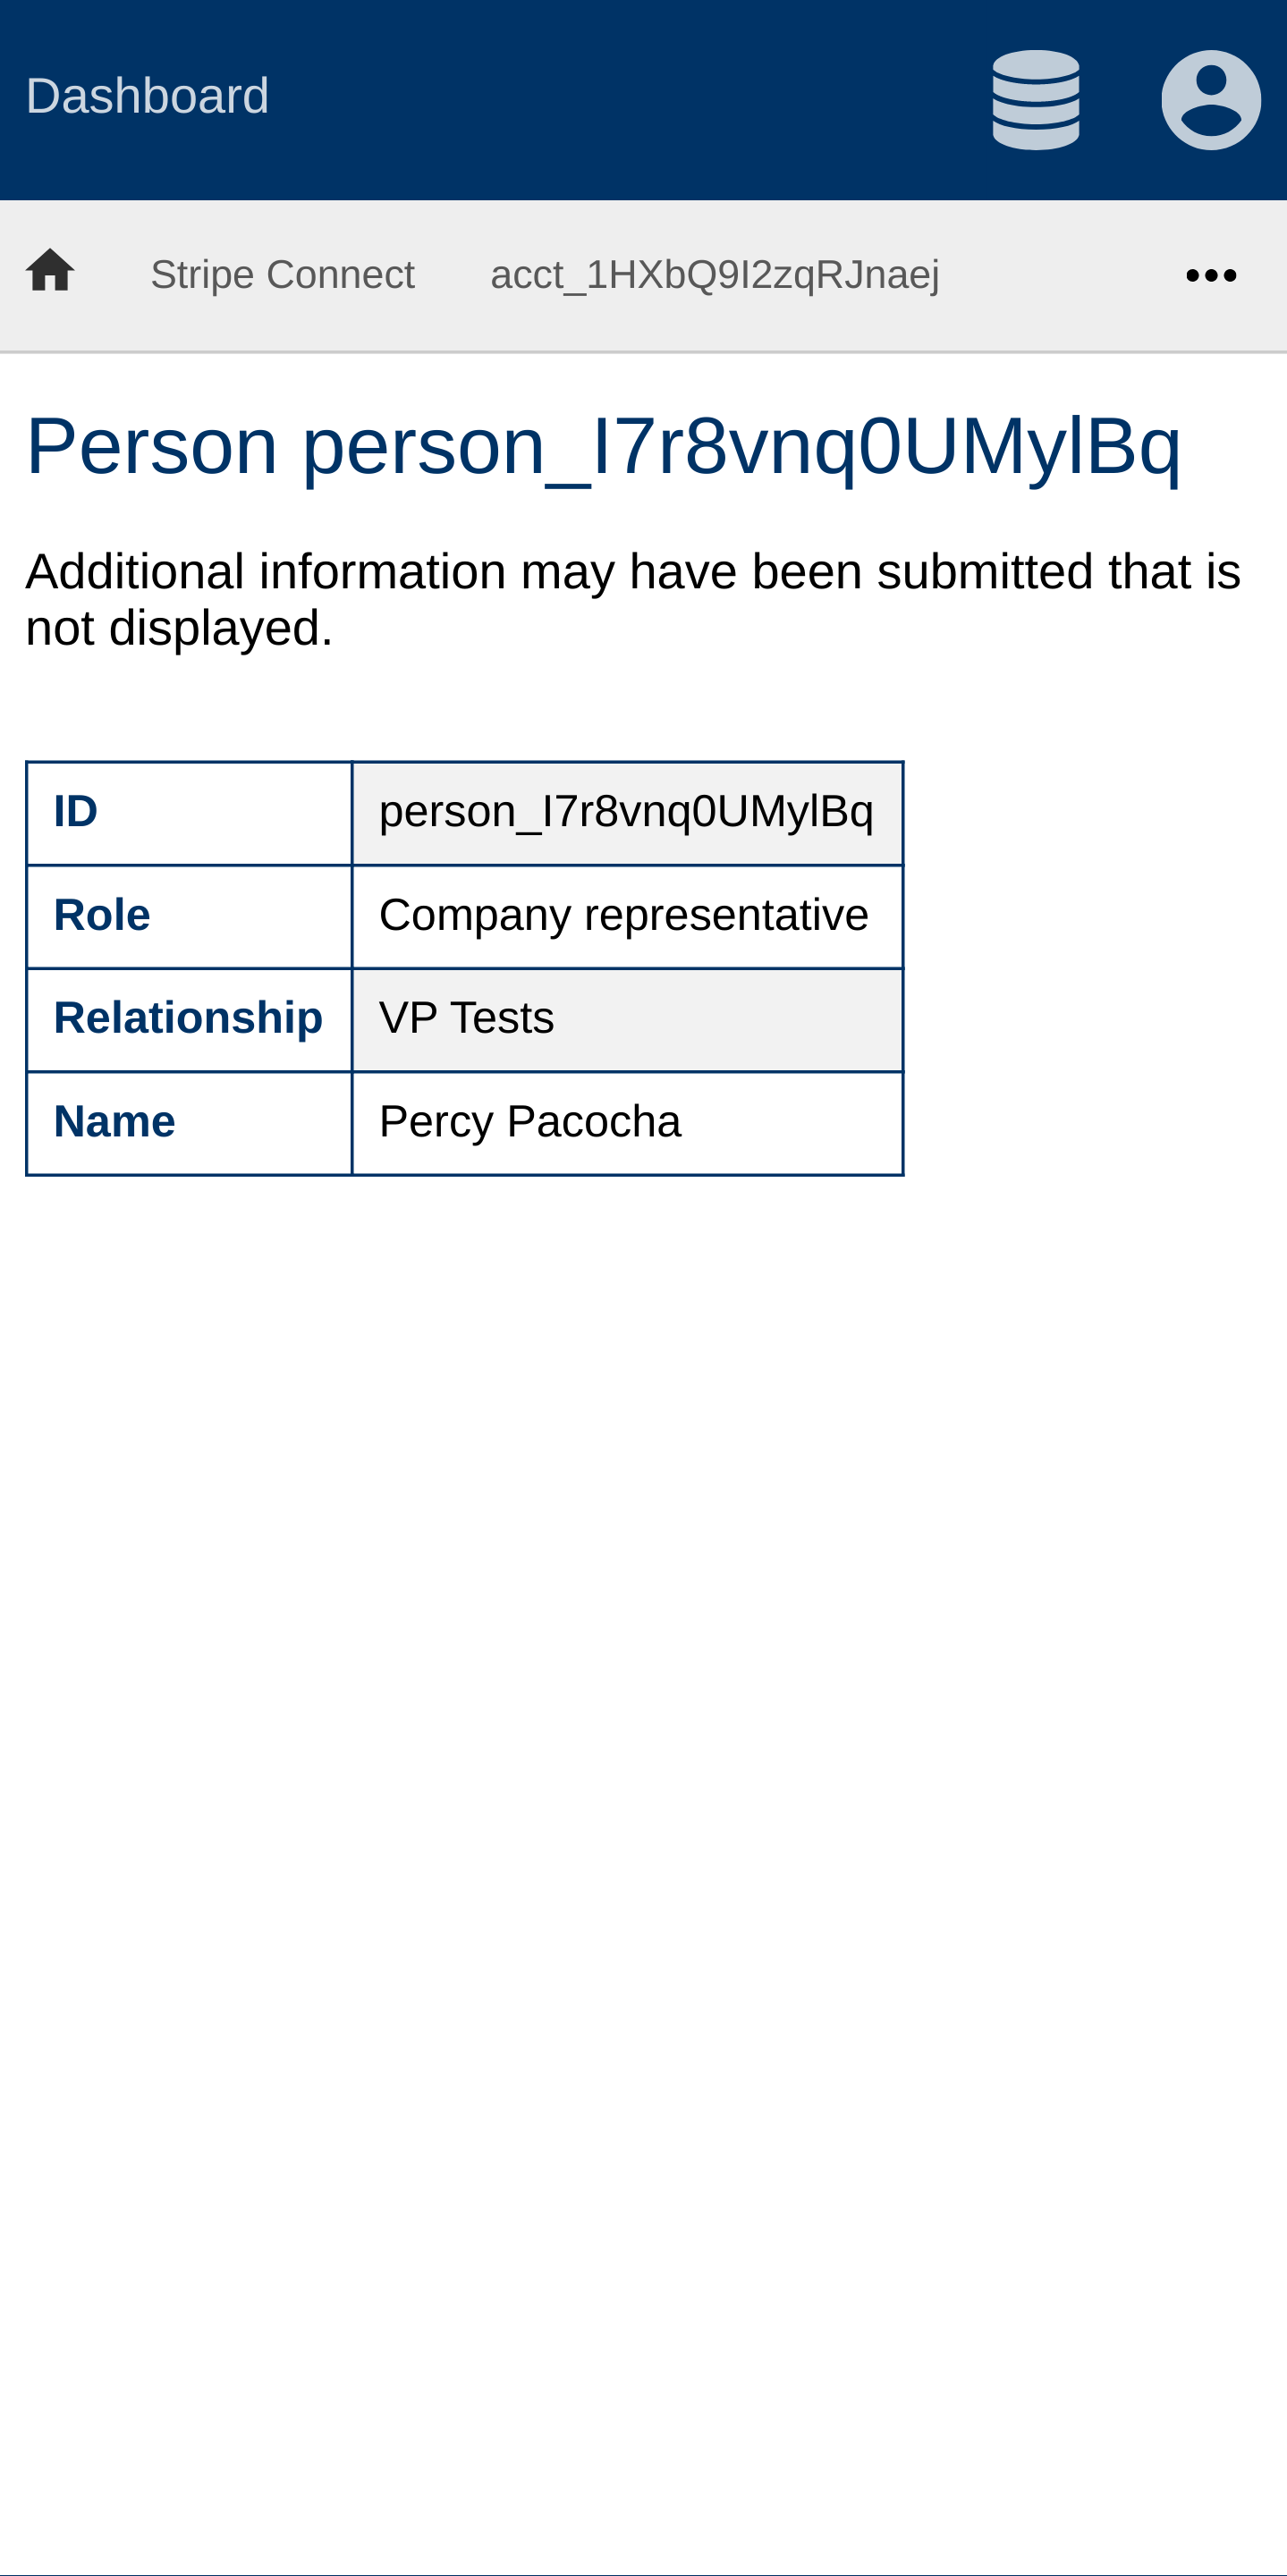 Dashboard
Stripe Connect acct_1HXbQ9I2zqRJnaej
Person person_I7r8vnq0UMylBq
Additional information may have been submitted that is
not displayed.
ID person_I7r8vnq0UMylBq
Role Company representative
Relationship VP Tests
Name Percy Pacocha